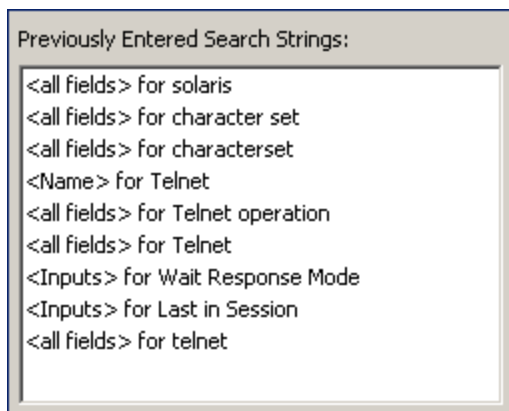 Previously Entered Search Strings:
<all fields> for solaris
<all fields> for character set
<all fields> for characterset
<Name> for Telnet
<all fields> for Telnet operation
<all fields> for Telnet
<Inputs> for Wait Response Mode
<Inputs> for Last in Session
<all fields> for telnet